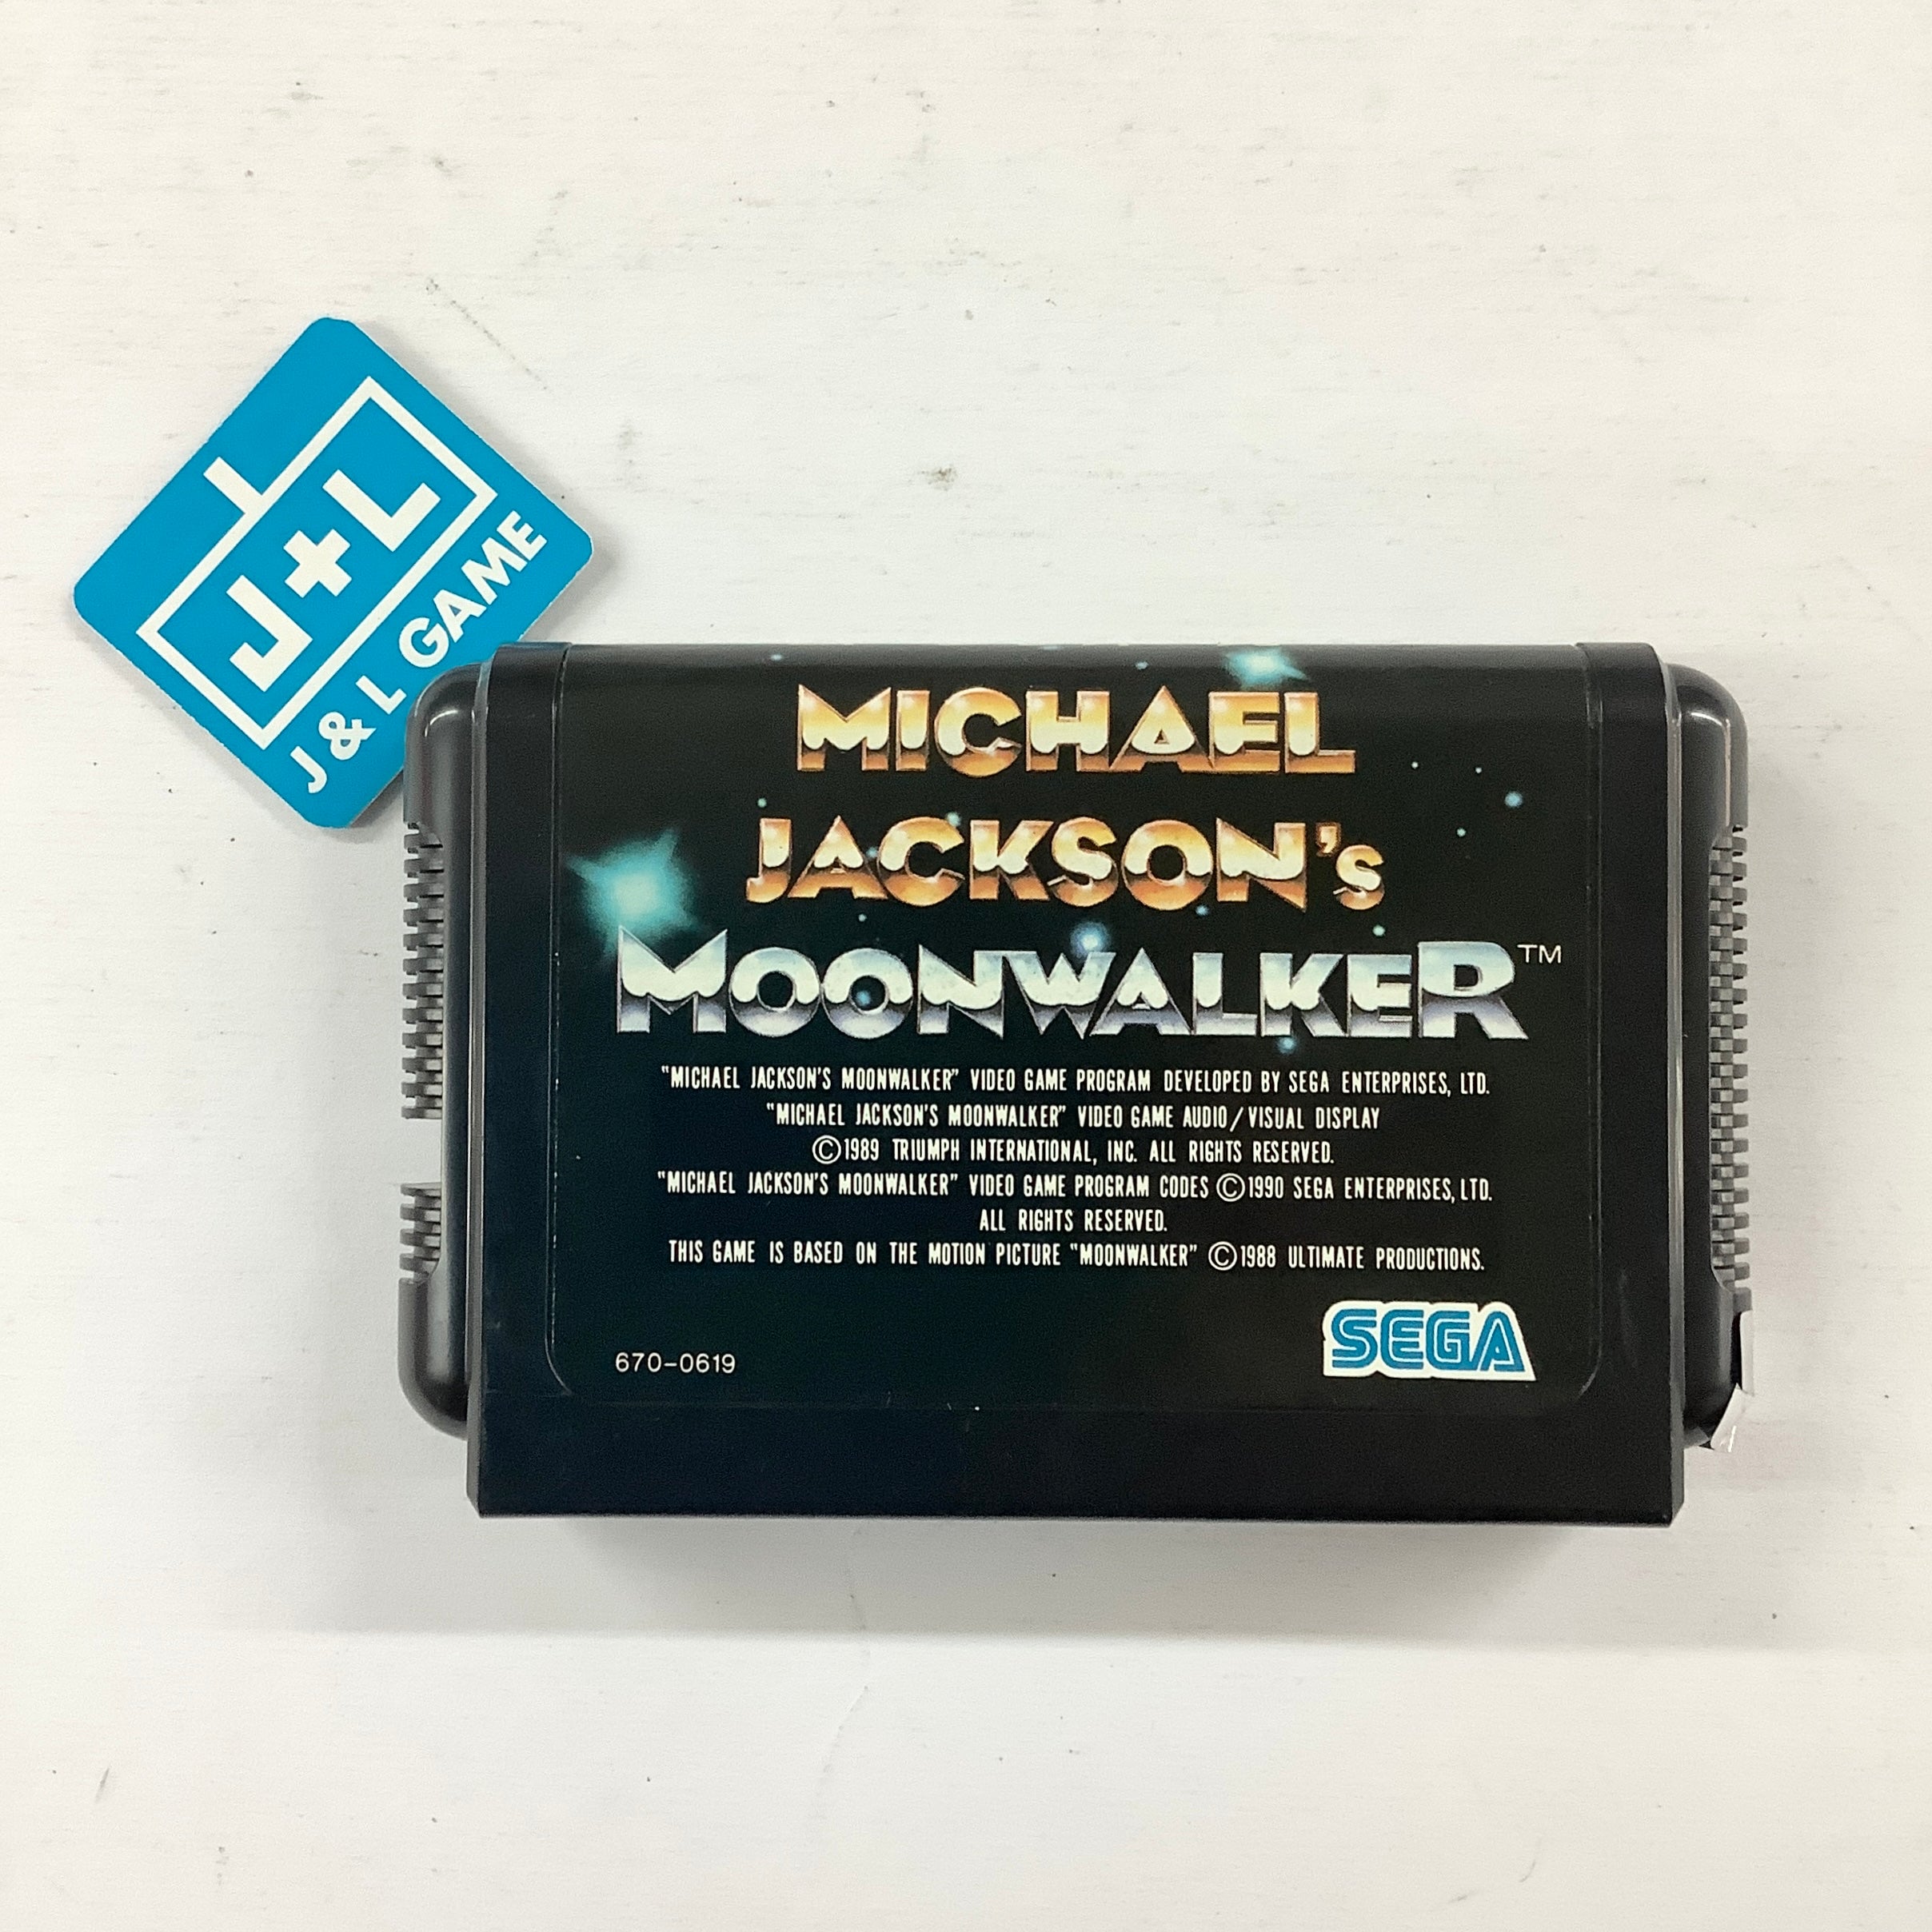 J+L
J & L GAME
MICHAEL
JACKSON's
MOONWALKER™
"MICHAEL JACKSON'S MOONWALKER" VIDEO GAME PROGRAM DEVELOPED BY SEGA ENTERPRISES, LTD.
"MICHAEL JACKSON'S MOONWALKER" VIDEO GAME AUDIO/VISUAL DISPLAY
©1989 TRIUMPH INTERNATIONAL, INC. ALL RIGHTS RESERVED.
"MICHAEL JACKSON'S MOONWALKER" VIDEO GAME PROGRAM CODES ©1990 SEGA ENTERPRISES, LTD.
ALL RIGHTS RESERVED.
THIS GAME IS BASED ON THE MOTION PICTURE "MOONWALKER" ©1988 ULTIMATE PRODUCTIONS.
SEGA
670-0619